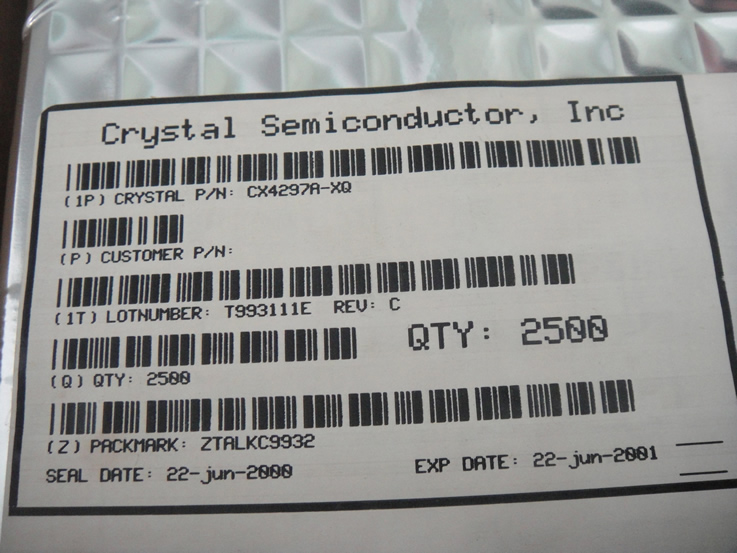 Crystal Semiconductor, Inc
(1P) CRYSTAL P/N: CX4297A-XQ
(P) CUSTOMER P/N:
(1T) LOTNUMBER: T993111E REV: C
QTY: 2500
(Q) QTY: 2500
(Z) PACKMARK: ZTALKC9932
SEAL DATE: 22-jun-2000 EXP DATE: 22-jun-2001